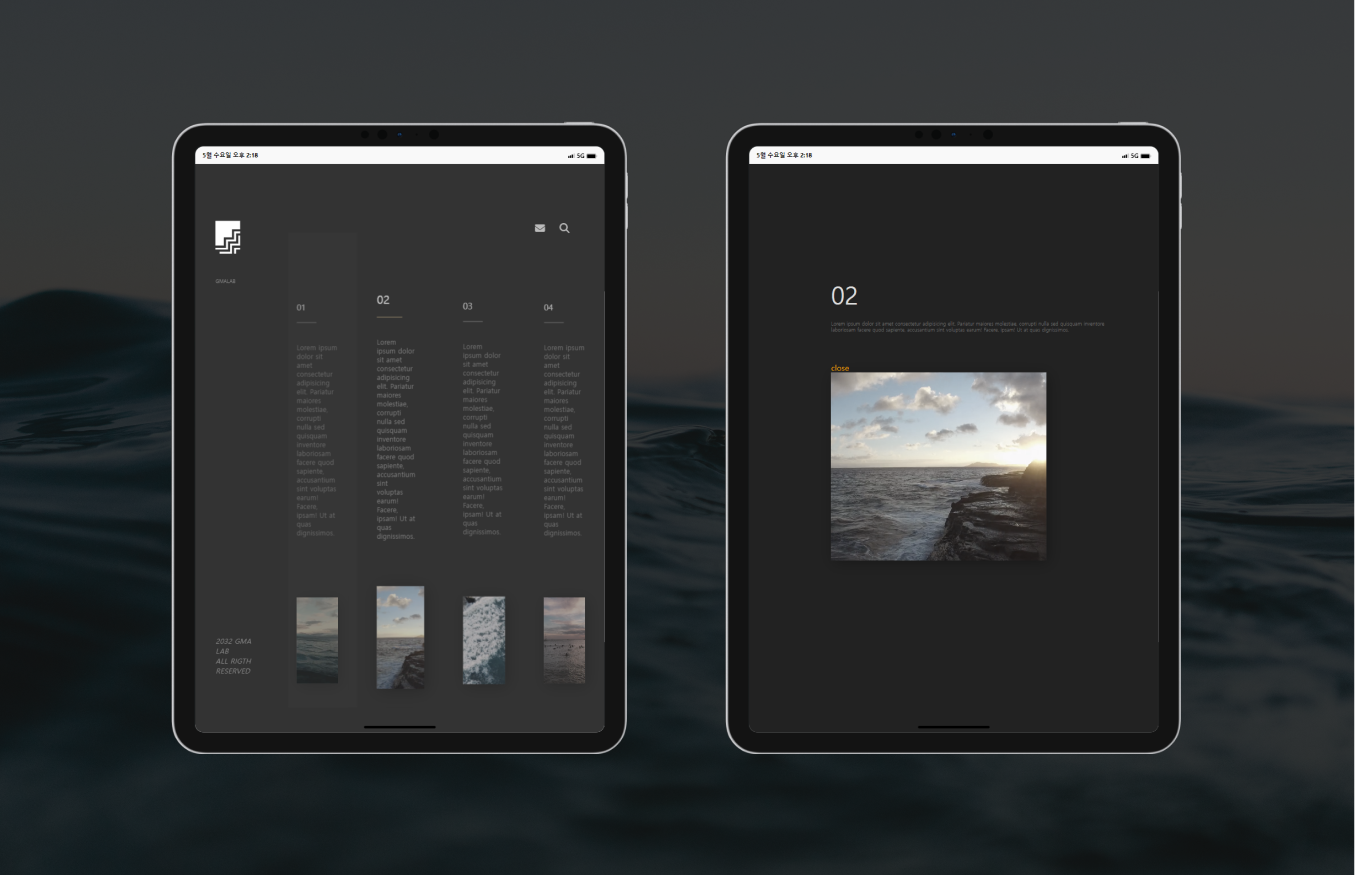 5월 수요일 오후 2:18
5G
GMALAB
01
Lorem ipsum
dolor sit
amet
consectetur
adipisicing
elit. Pariatur
maiores
molestiae,
corrupti
nulla sed
quisquam
inventore
laboriosam
facere quod
sapiente,
accusantium
sint voluptas
earum!
Facere,
ipsam! Ut at
quas
dignissimos.
02
Lorem
ipsum dolor
sit amet
consectetur
adipisicing
elit. Pariatur
maiores
molestiae,
corrupti
nulla sed
quisquam
inventore
laboriosam
facere quod
sapiente,
accusantium
sint
voluptas
earum!
Facere,
ipsam! Ut at
quas
dignissimos.
03
Lorem
ipsum dolor
sit amet
consectetur
adipisicing
elit. Pariatur
maiores
molestiae,
corrupti
nulla sed
quisquam
inventore
laboriosam
facere quod
sapiente,
accusantium
sint voluptas
earum!
Facere,
ipsam! Ut at
quas
dignissimos.
04
Lorem ipsum
dolor sit
amet
consectetur
adipisicing
elit. Pariatur
maiores
molestiae,
corrupti
nulla sed
quisquam
inventore
laboriosam
facere quod
sapiente,
accusantium
sint voluptas
earum!
Facere,
ipsam! Ut at
quas
dignissimos.
2032 GMA
LAB
ALL RIGTH
RESERVED
5월 수요일 오후 2:18
5G
02
Lorem ipsum dolor sit amet consectetur adipisicing elit. Pariatur maiores molestiae, corrupti nulla sed quisquam inventore
laboriosam facere quod sapiente, accusantium sint voluptas earum! Facere, ipsam! Ut at quas dignissimos.
close